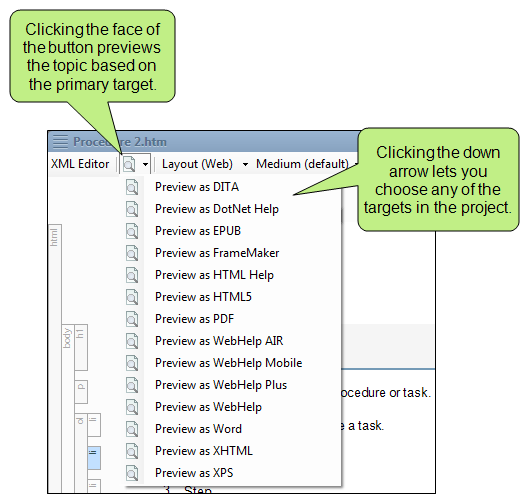 Clicking the face of
the button previews
the topic based on
the primary target.
Procedure 2.htm
XML Editor
Layout (Web)
Medium (default)
Clicking the down
arrow lets you
choose any of the
targets in the project.
Preview as DITA
Preview as DotNet Help
Preview as EPUB
Preview as FrameMaker
Preview as HTML Help
Preview as HTML5
Preview as PDF
Preview as WebHelp AIR
Preview as WebHelp Mobile
Preview as WebHelp Plus
Preview as WebHelp
Preview as Word
Preview as XHTML
Preview as XPS
html
body
h1
p
ol
li
li
li
ocedure or task.
e a task.
3. Step